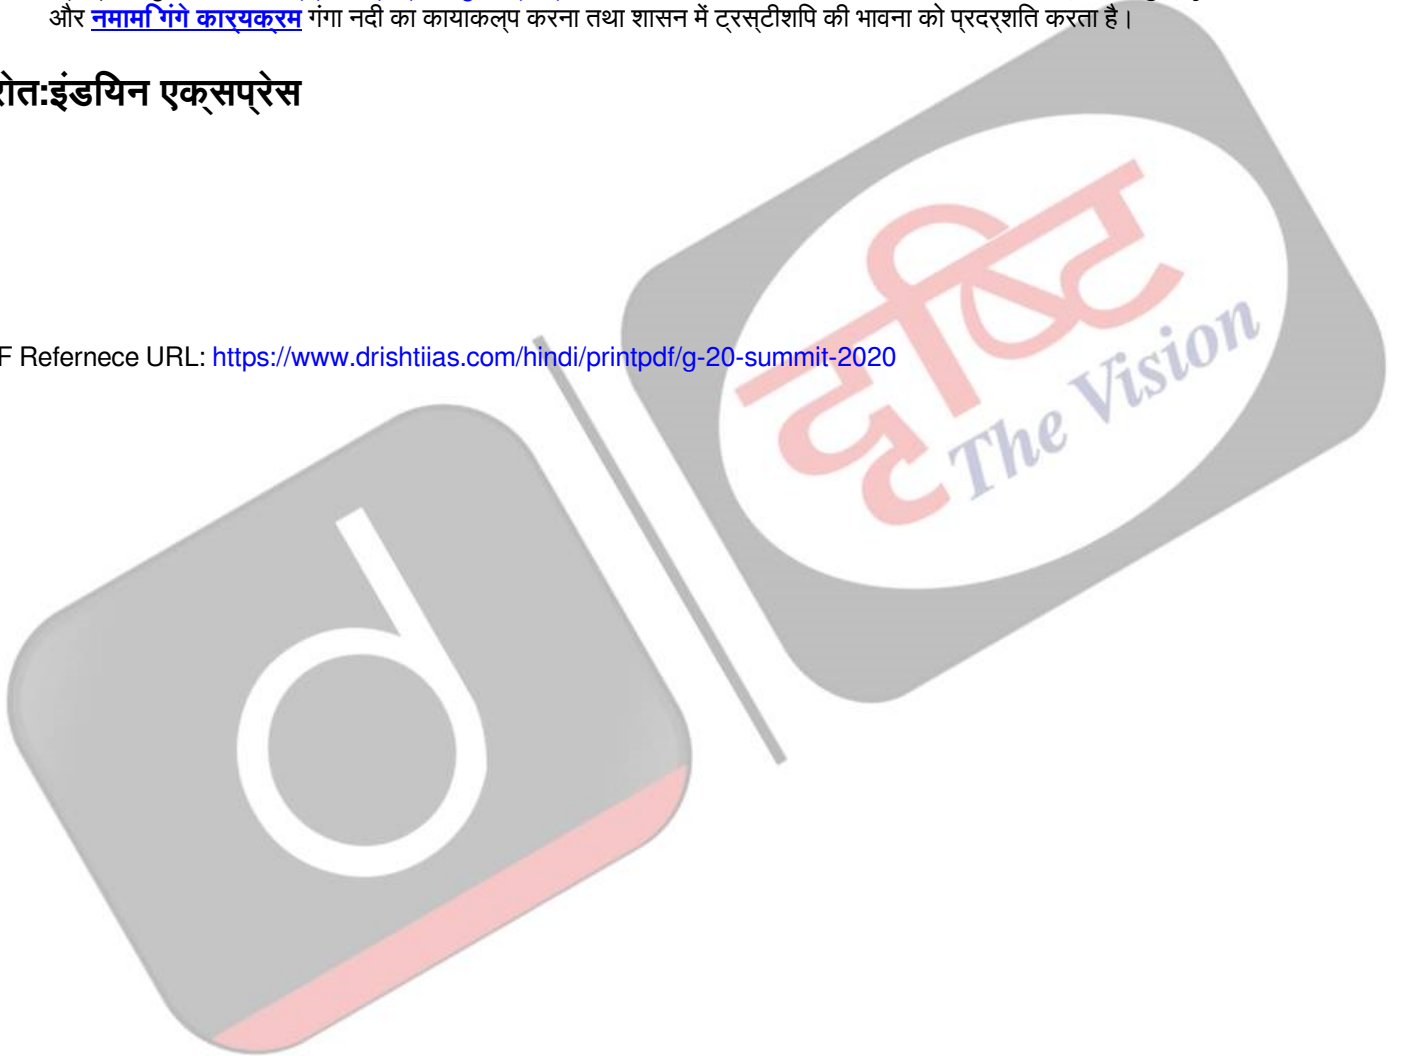 और नमामि गंगे कार्यक्रम गंगा नदी का कायाकल्प करना तथा शासन में ट्रस्टीशिप की भावना को प्रदर्शित करता है।
रोत:इंडियन एक्सप्रेस
F Refernece URL: https://www.drishtiias.com/hindi/printpdf/g-20-summit-2020
दृष्टि
The Vision
d